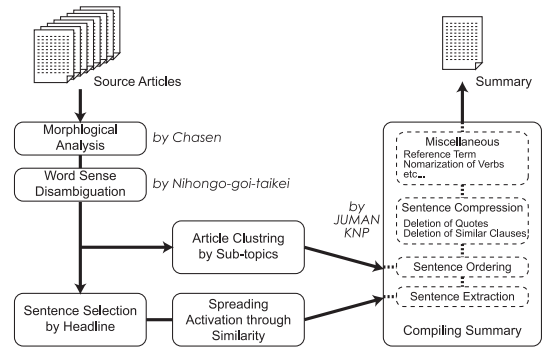 Source Articles
Morphlogical
Analysis
by Chasen
Word Sense
Disambiguation
by Nihongo-goi-taikei
Article Clustring
by Sub-topics
Sentence Selection
by Headline
Spreading
Activation through
Similarity
by
JUMAN
KNP
Summary
Miscellaneous
Reference Term
Nomarization of Verbs
etc...
Sentence Compression
Deletion of Quotes
Deletion of Similar Clauses
Sentence Ordering
Sentence Extraction
Compiling Summary